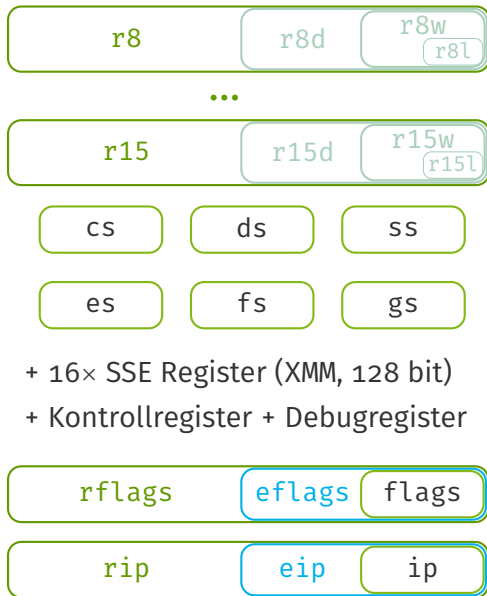 r8 r8d r8w
r8l
...
r15 r15d r15w
r15l
cs ds ss
es fs gs
+ 16× SSE Register (XMM, 128 bit)
+ Kontrollregister + Debugregister
rflags eflags flags
rip eip ip